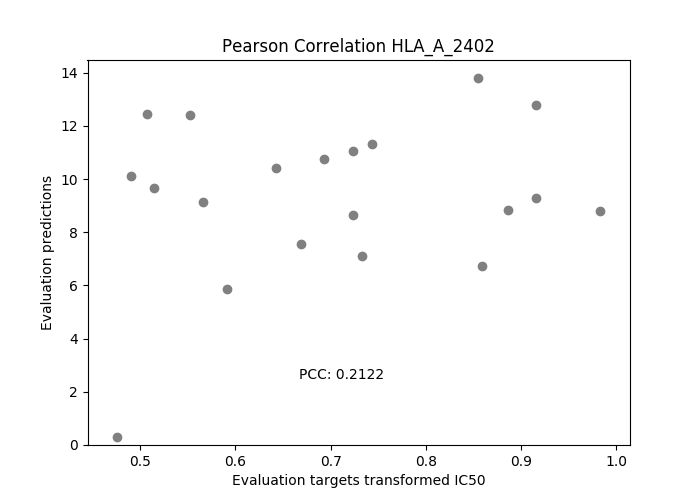 Pearson Correlation HLA_A_2402
14
12
10
8
6
4
2
0
Evaluation predictions
PCC: 0.2122
0.5 0.6 0.7 0.8 0.9 1.0
Evaluation targets transformed IC50